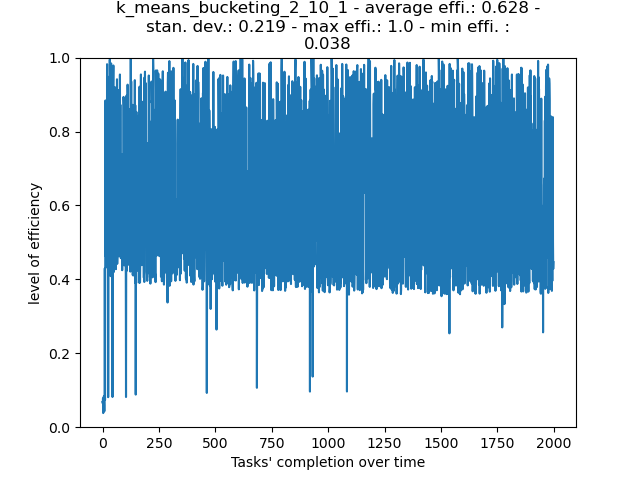 k_means_bucketing_2_10_1 - average effi.: 0.628 -
stan. dev.: 0.219 - max effi.: 1.0 - min effi. :
0.038
1.0
0.8
0.6
0.4
0.2
0.0
level of efficiency
0 250 500 750 1000 1250 1500 1750 2000
Tasks' completion over time